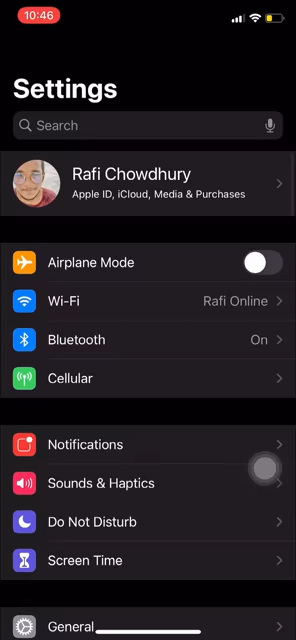 10:46
Settings
Search
Rafi Chowdhury
Apple ID, iCloud, Media & Purchases
Airplane Mode
Wi-Fi Rafi Online
Bluetooth On
Cellular
Notifications
Sounds & Haptics
Do Not Disturb
Screen Time
General